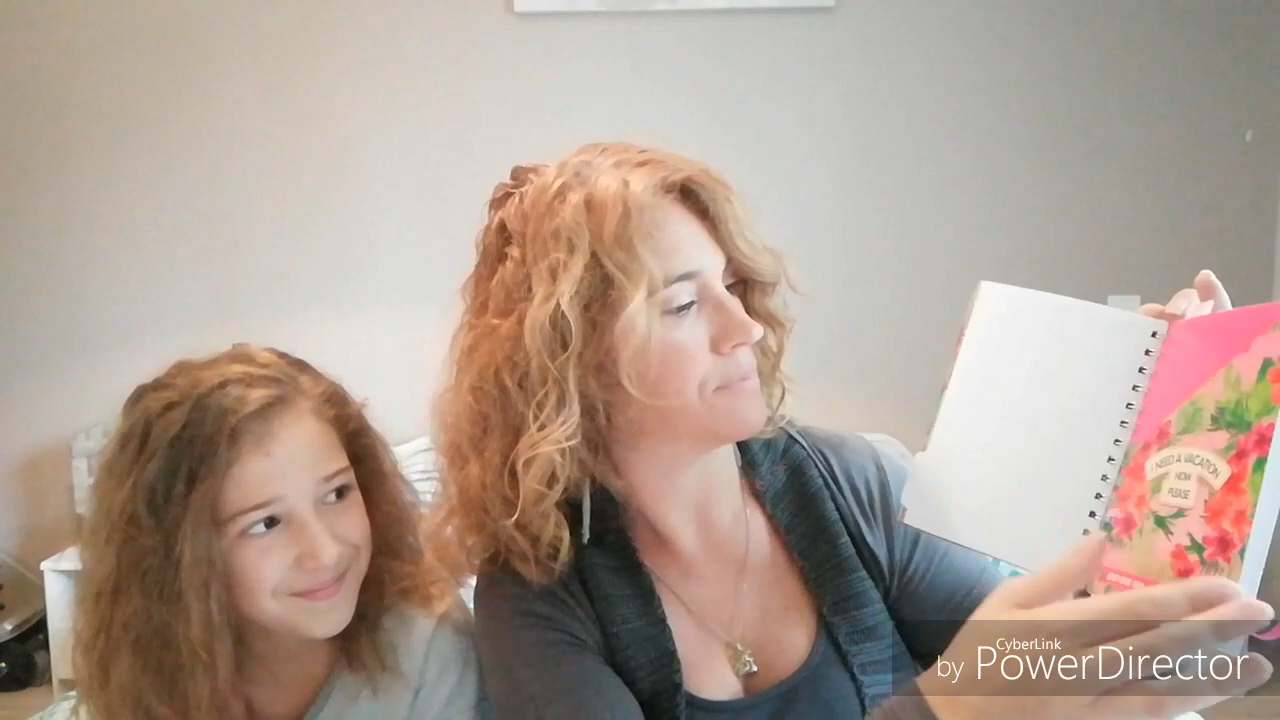 I NEED A VACATION
NOW
PLEASE
CyberLink
by PowerDirector